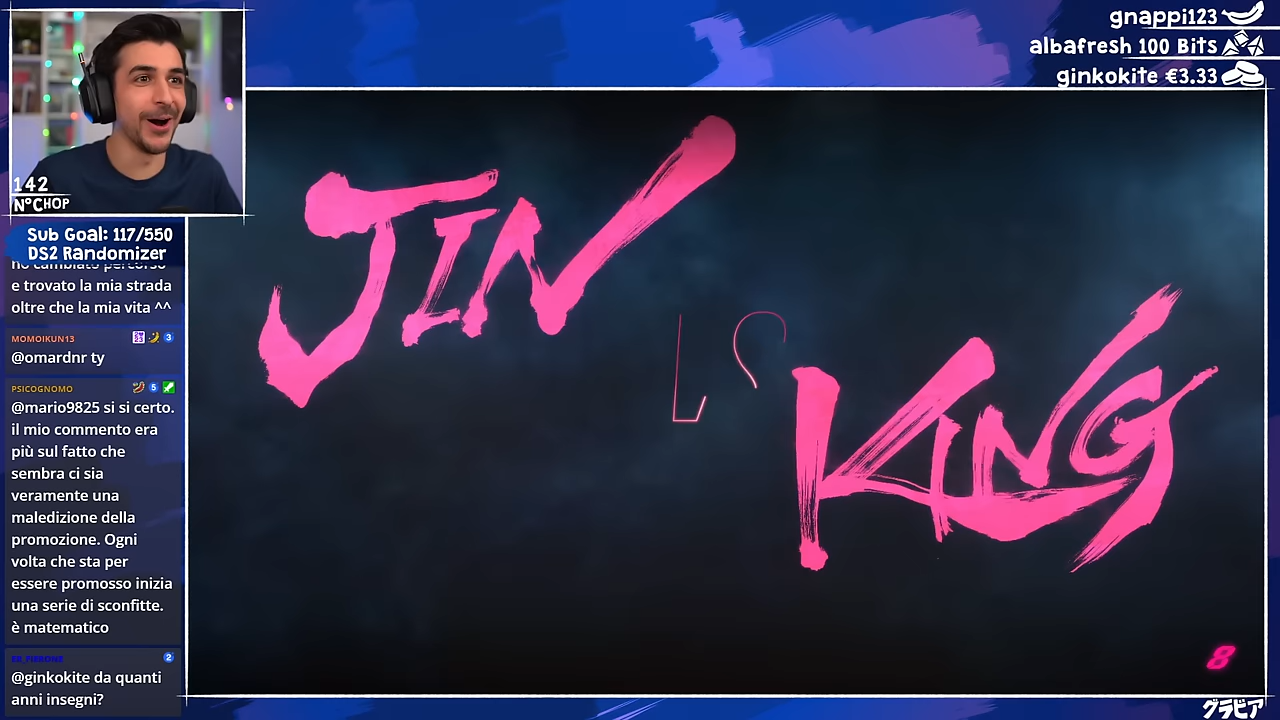 gnappi123
albafresh 100 Bits
ginkokite €3.33
142
N°CHOP
Sub Goal: 117/550
DS2 Randomizer
ho cambiato percorso
e trovato la mia strada
oltre che la mia vita ^^
MOMOIKUN13
3
@omardnr ty
PSICOGNOMO
5
@mario9825 si si certo.
il mio commento era
più sul fatto che
sembra ci sia
veramente una
maledizione della
promozione. Ogni
volta che sta per
essere promosso inizia
una serie di sconfitte.
è matematico
2
@ginkokite da quanti
anni insegni?
JIN
KING
8
グラビア